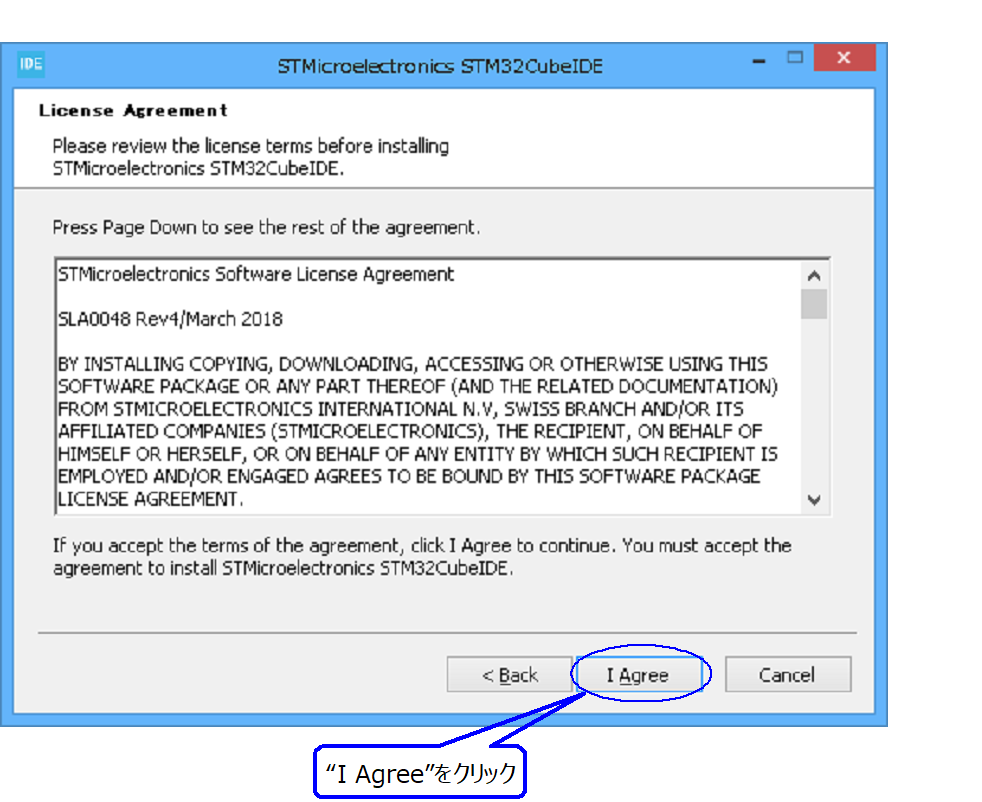 IDE
STMicroelectronics STM32CubeIDE
License Agreement
Please review the license terms before installing
STMicroelectronics STM32CubeIDE.
Press Page Down to see the rest of the agreement.
STMicroelectronics Software License Agreement
SLA0048 Rev4/March 2018
BY INSTALLING COPYING, DOWNLOADING, ACCESSING OR OTHERWISE USING THIS
SOFTWARE PACKAGE OR ANY PART THEREOF (AND THE RELATED DOCUMENTATION)
FROM STMICROELECTRONICS INTERNATIONAL N.V, SWISS BRANCH AND/OR ITS
AFFILIATED COMPANIES (STMICROELECTRONICS), THE RECIPIENT, ON BEHALF OF
HIMSELF OR HERSELF, OR ON BEHALF OF ANY ENTITY BY WHICH SUCH RECIPIENT IS
EMPLOYED AND/OR ENGAGED AGREES TO BE BOUND BY THIS SOFTWARE PACKAGE
LICENSE AGREEMENT.
If you accept the terms of the agreement, click I Agree to continue. You must accept the
agreement to install STMicroelectronics STM32CubeIDE.
< Back
I Agree
Cancel
“I Agree”をクリック